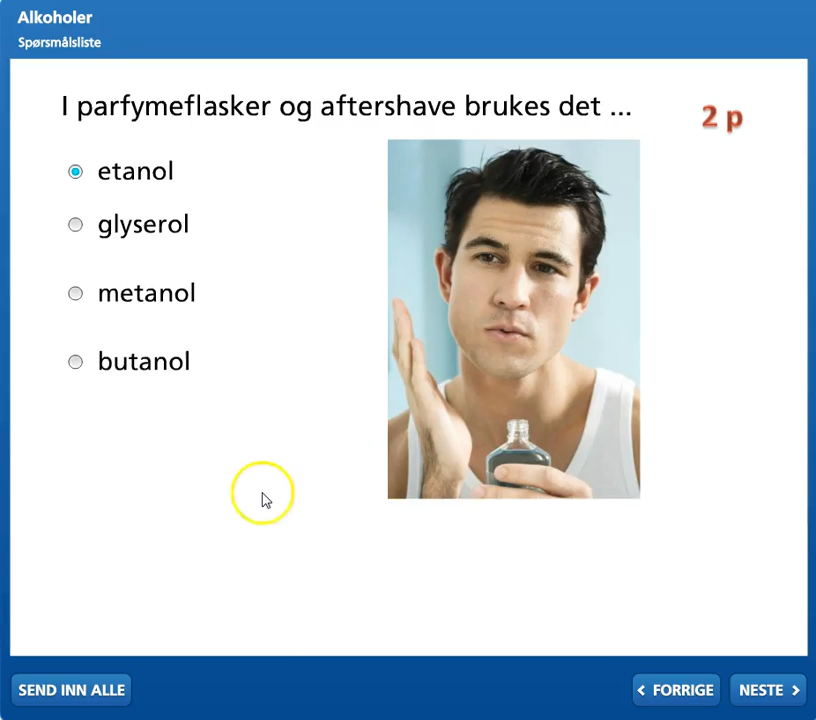 Alkoholer
Spørsmålsliste
I parfymeflasker og aftershave brukes det ...
2 p
etanol
glyserol
metanol
butanol
SEND INN ALLE
FORRIGE
NESTE